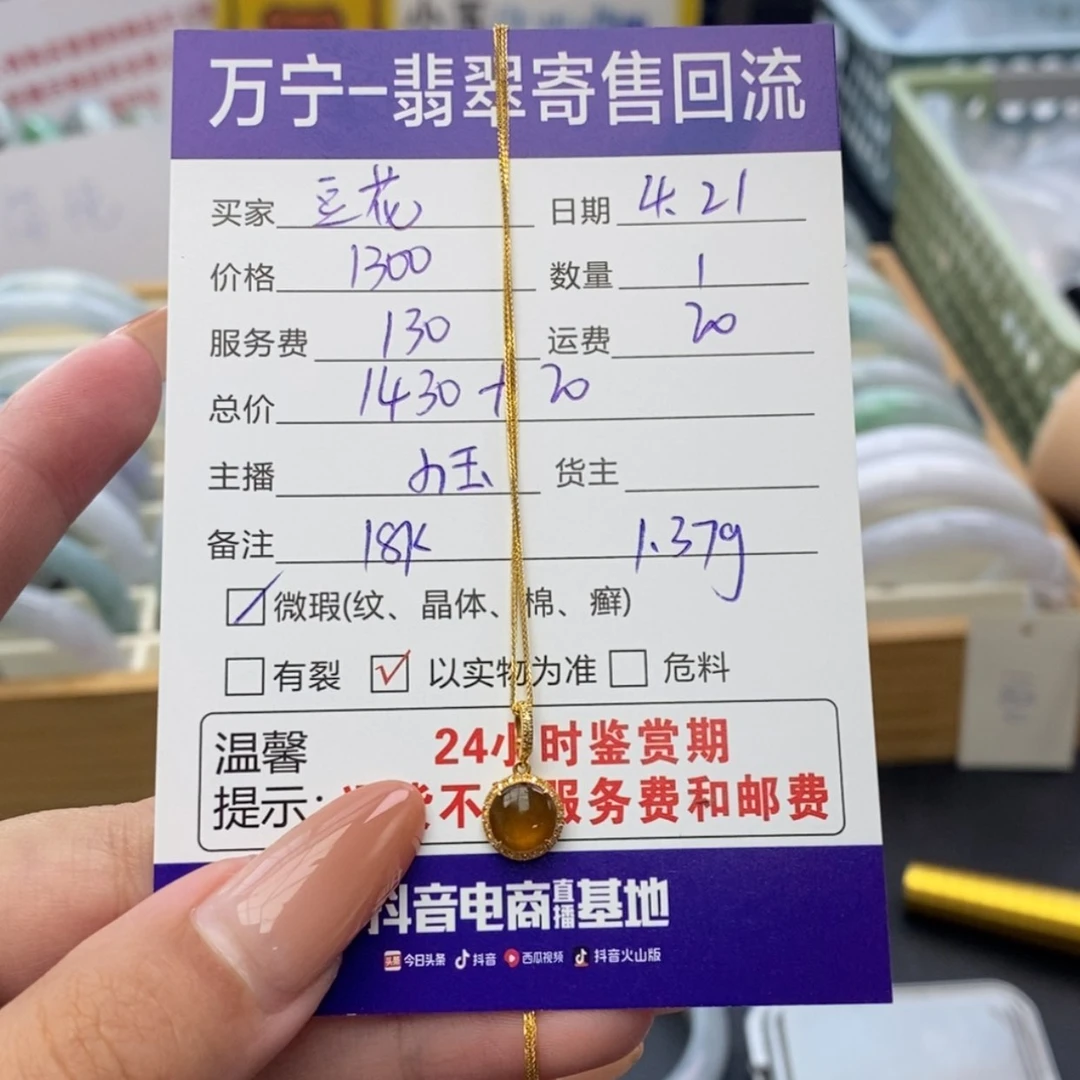 万宁-翡翠寄售回流
买家 豆花 日期 4.21
价格 1300 数量 1
服务费 130 运费 20
总价 1430+20
主播 小玉 货主
备注 18K 1.37g
微瑕(纹、晶体、棉、癣)
有裂 以实物为准 危料
温馨提示: 24小时鉴赏期
不 服务费和邮费
抖音电商直播基地
头条 今日头条 抖音 西瓜视频 抖音火山版